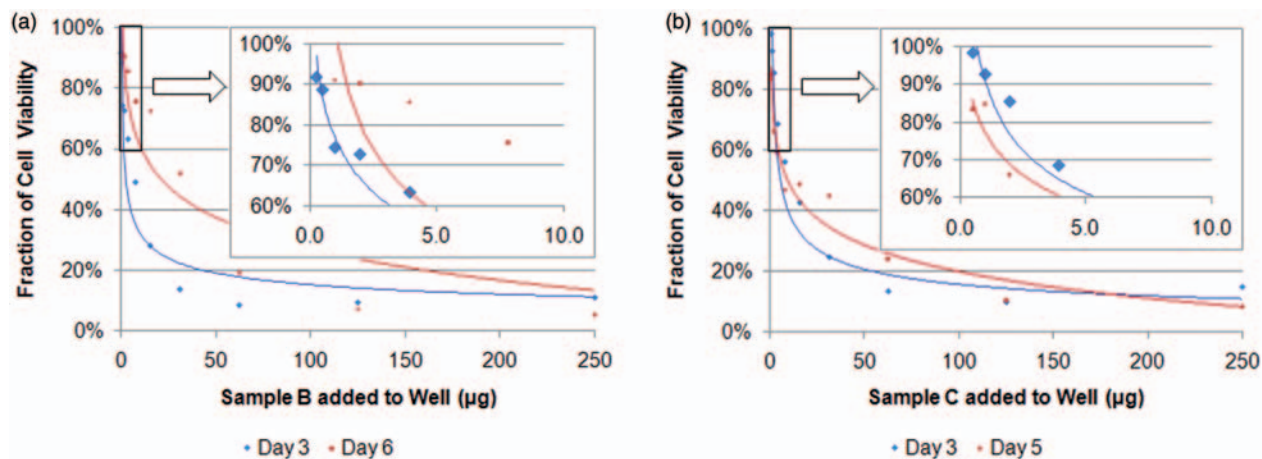 (a)
Fraction of Cell Viability
100%
80%
60%
40%
20%
0%
100%
90%
80%
70%
60%
0.0 5.0 10.0
0 50 100 150 200 250
Sample B added to Well (µg)
Day 3 Day 6
(b)
Fraction of Cell Viability
100%
80%
60%
40%
20%
0%
100%
90%
80%
70%
60%
0.0 5.0 10.0
0 50 100 150 200 250
Sample C added to Well (µg)
Day 3 Day 5